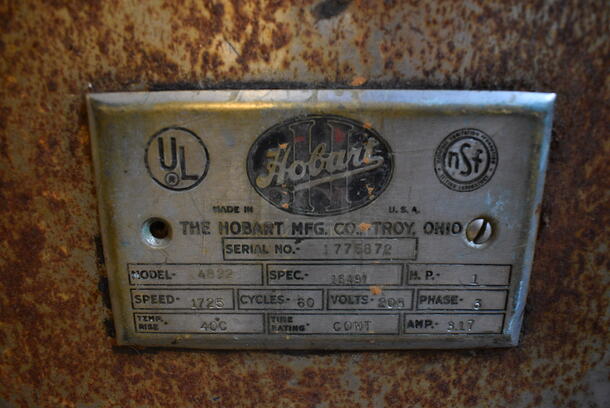 UL
®
H
Hobart
nsf
MADE IN U.S.A.
THE HOBART MFG. CO., TROY, OHIO
SERIAL NO.- 1775872
MODEL- 4822 SPEC.- H.P.- 1
SPEED- 1725 CYCLES- 60 VOLTS- 208 PHASE- 3
TEMP. RISE 40C TIME RATING CONT AMP.- 3.17